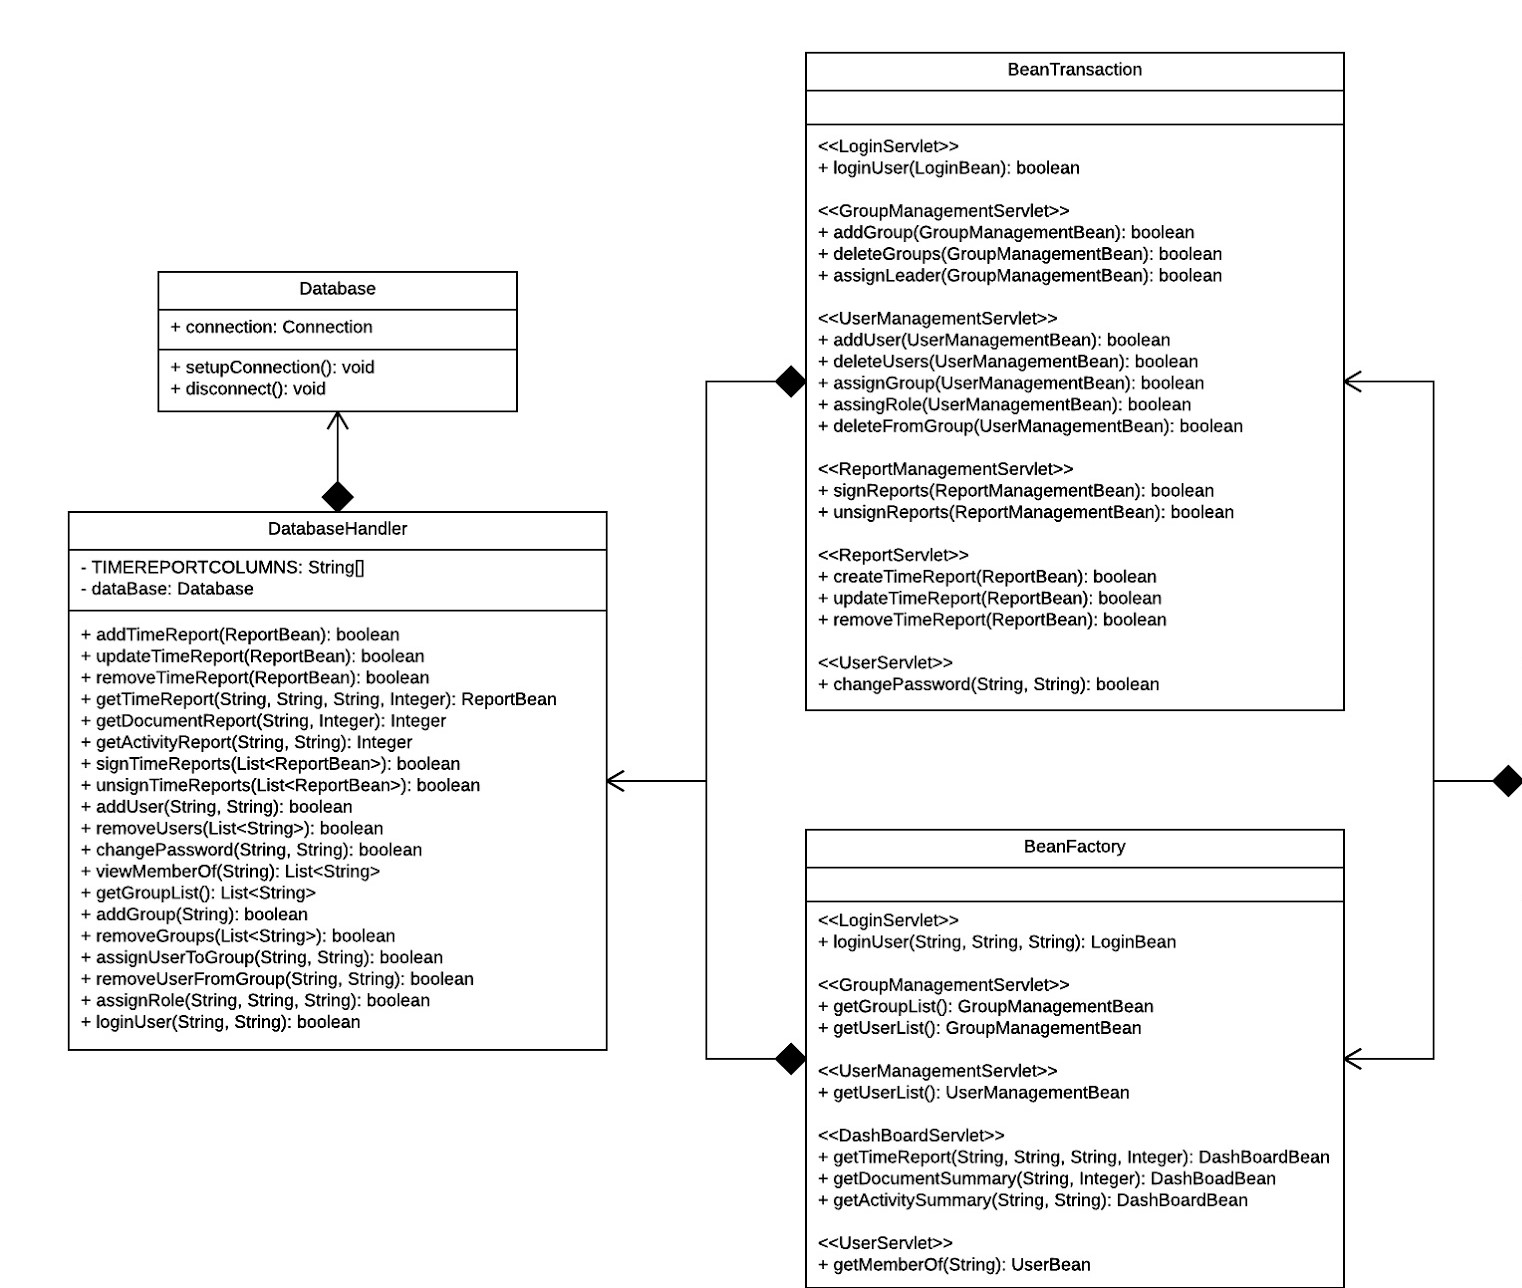 BeanTransaction
<<LoginServlet>>
+ loginUser(LoginBean): boolean
<<GroupManagementServlet>>
+ addGroup(GroupManagementBean): boolean
+ deleteGroups(GroupManagementBean): boolean
+ assignLeader(GroupManagementBean): boolean
<<UserManagementServlet>>
+ addUser(UserManagementBean): boolean
+ deleteUsers(UserManagementBean): boolean
+ assignGroup(UserManagementBean): boolean
+ assingRole(UserManagementBean): boolean
+ deleteFromGroup(UserManagementBean): boolean
<<ReportManagementServlet>>
+ signReports(ReportManagementBean): boolean
+ unsignReports(ReportManagementBean): boolean
<<ReportServlet>>
+ createTimeReport(ReportBean): boolean
+ updateTimeReport(ReportBean): boolean
+ removeTimeReport(ReportBean): boolean
<<UserServlet>>
+ changePassword(String, String): boolean
Database
+ connection: Connection
+ setupConnection(): void
+ disconnect(): void
DatabaseHandler
- TIMEREPORTCOLUMNS: String[]
- dataBase: Database
+ addTimeReport(ReportBean): boolean
+ updateTimeReport(ReportBean): boolean
+ removeTimeReport(ReportBean): boolean
+ getTimeReport(String, String, String, Integer): ReportBean
+ getDocumentReport(String, Integer): Integer
+ getActivityReport(String, String): Integer
+ signTimeReports(List<ReportBean>): boolean
+ unsignTimeReports(List<ReportBean>): boolean
+ addUser(String, String): boolean
+ removeUsers(List<String>): boolean
+ changePassword(String, String): boolean
+ viewMemberOf(String): List<String>
+ getGroupList(): List<String>
+ addGroup(String): boolean
+ removeGroups(List<String>): boolean
+ assignUserToGroup(String, String): boolean
+ removeUserFromGroup(String, String): boolean
+ assignRole(String, String, String): boolean
+ loginUser(String, String): boolean
BeanFactory
<<LoginServlet>>
+ loginUser(String, String, String): LoginBean
<<GroupManagementServlet>>
+ getGroupList(): GroupManagementBean
+ getUserList(): GroupManagementBean
<<UserManagementServlet>>
+ getUserList(): UserManagementBean
<<DashBoardServlet>>
+ getTimeReport(String, String, String, Integer): DashBoardBean
+ getDocumentSummary(String, Integer): DashBoadBean
+ getActivitySummary(String, String): DashBoardBean
<<UserServlet>>
+ getMemberOf(String): UserBean